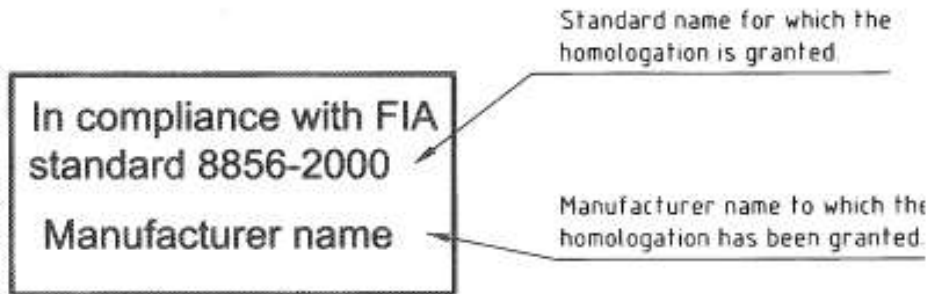 Standard name for which the
homologation is granted.
In compliance with FIA
standard 8856-2000
Manufacturer name
Manufacturer name to which the
homologation has been granted.